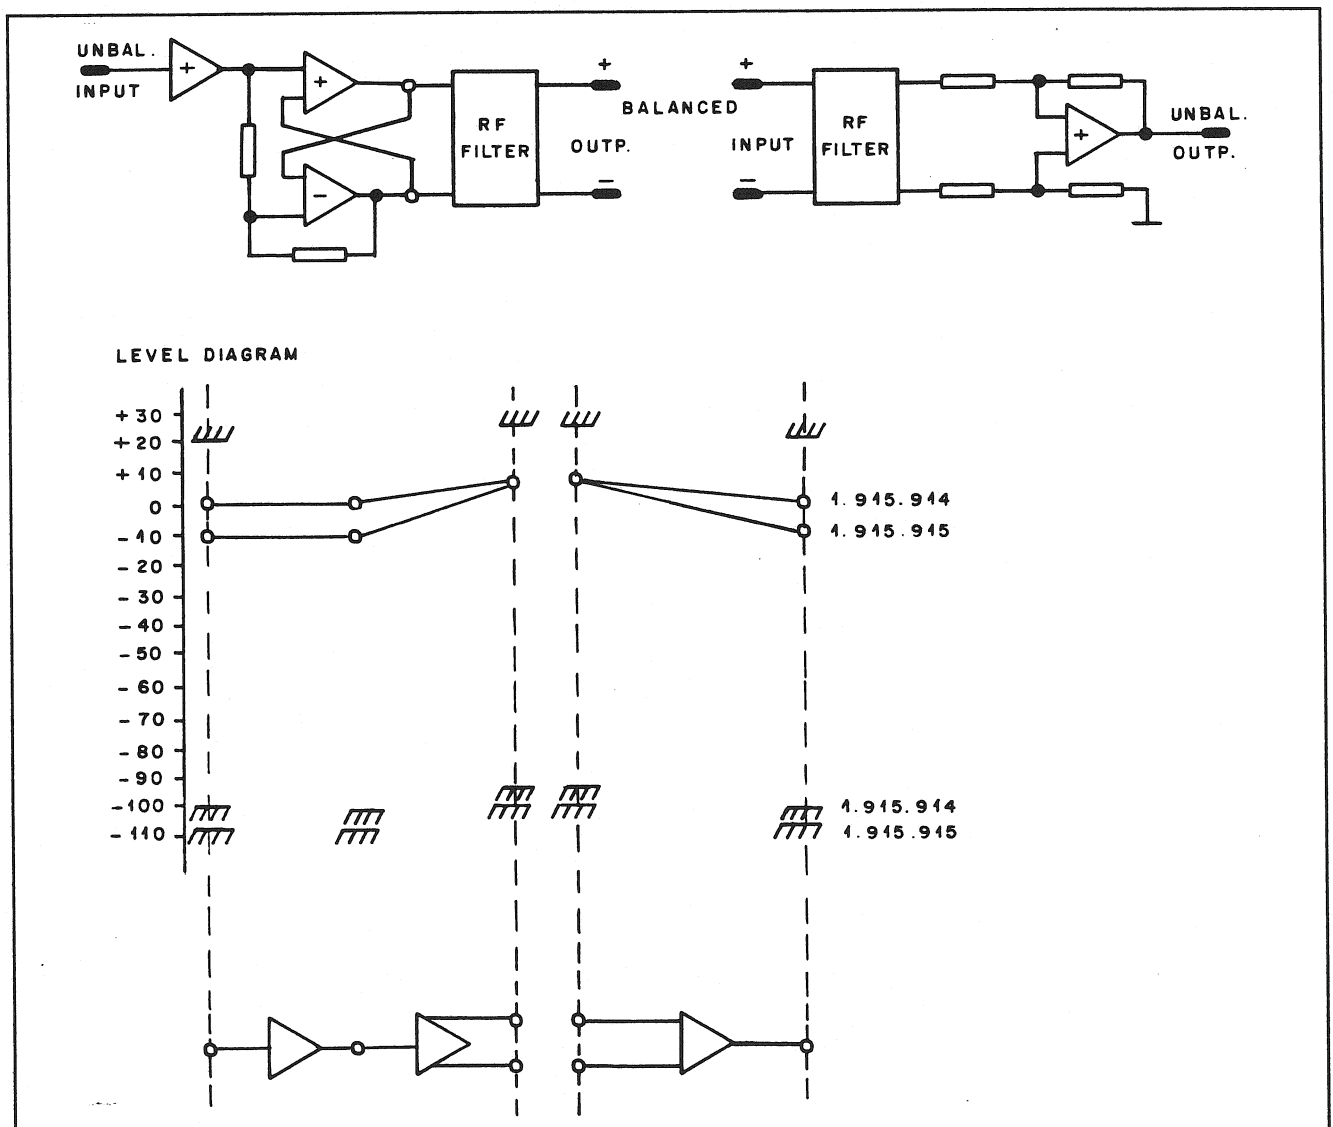 UNBAL.
INPUT
+
+
−
RF
FILTER
+
BALANCED
OUTP.
−
+
INPUT
−
RF
FILTER
+
UNBAL.
OUTP.
LEVEL DIAGRAM
+30
+20
+10
0
-10
-20
-30
-40
-50
-60
-70
-80
-90
-100
-110
1.915.914
1.915.915
1.915.914
1.915.915